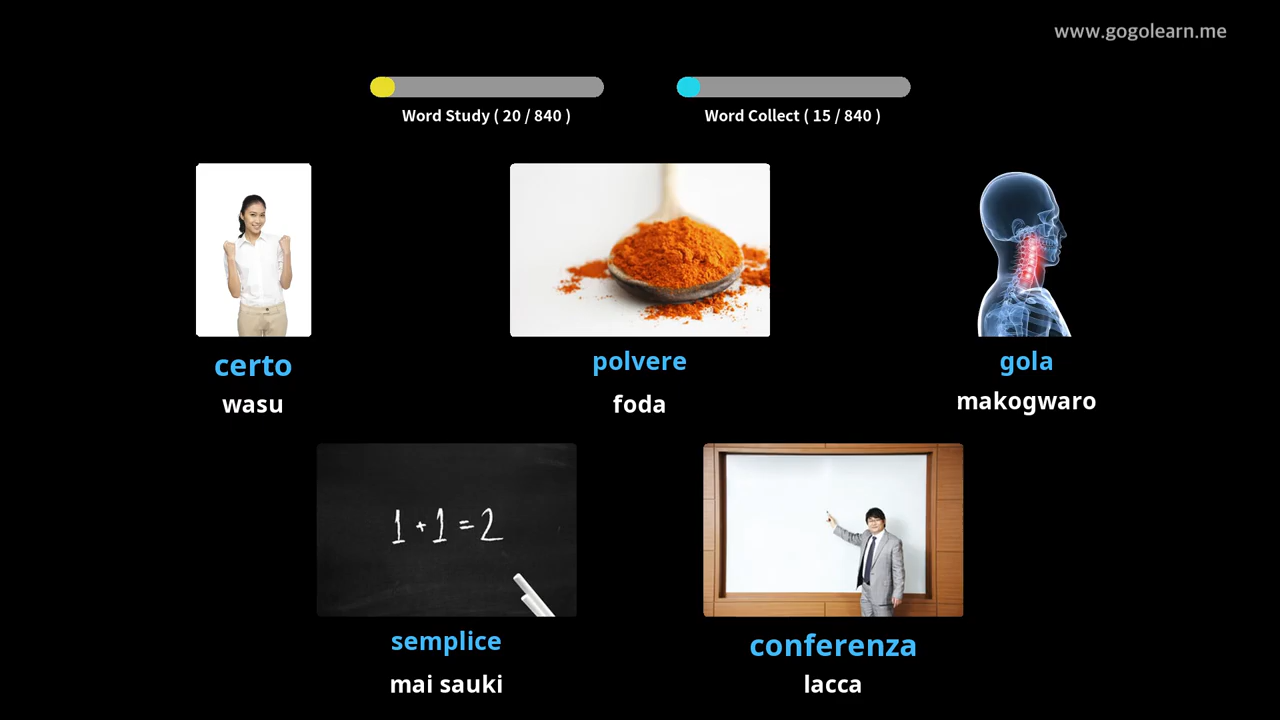 www.gogolearn.me
Word Study ( 20 / 840 )
Word Collect ( 15 / 840 )
certo
wasu
polvere
foda
gola
makogwaro
1 + 1 = 2
semplice
mai sauki
conferenza
lacca